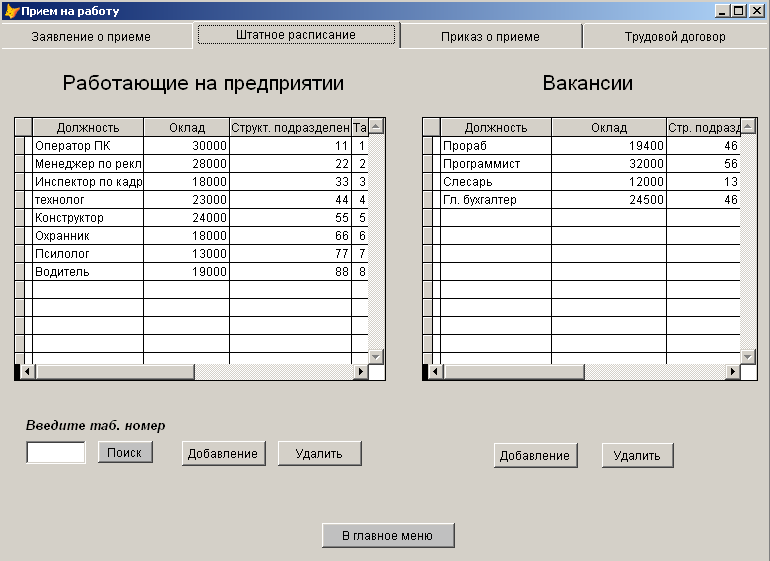 Прием на работу
Заявление о приеме Штатное расписание Приказ о приеме Трудовой договор
Работающие на предприятии Вакансии
Должность Оклад Структ. подразделен Та
Оператор ПК 30000 11 1
Менеджер по рекл 28000 22 2
Инспектор по кадр 18000 33 3
технолог 23000 44 4
Конструктор 24000 55 5
Охранник 18000 66 6
Псилолог 13000 77 7
Водитель 19000 88 8
Должность Оклад Стр. подразд
Прораб 19400 46
Программист 32000 56
Слесарь 12000 13
Гл. бухгалтер 24500 46
Введите таб. номер
Поиск Добавление Удалить Добавление Удалить
В главное меню